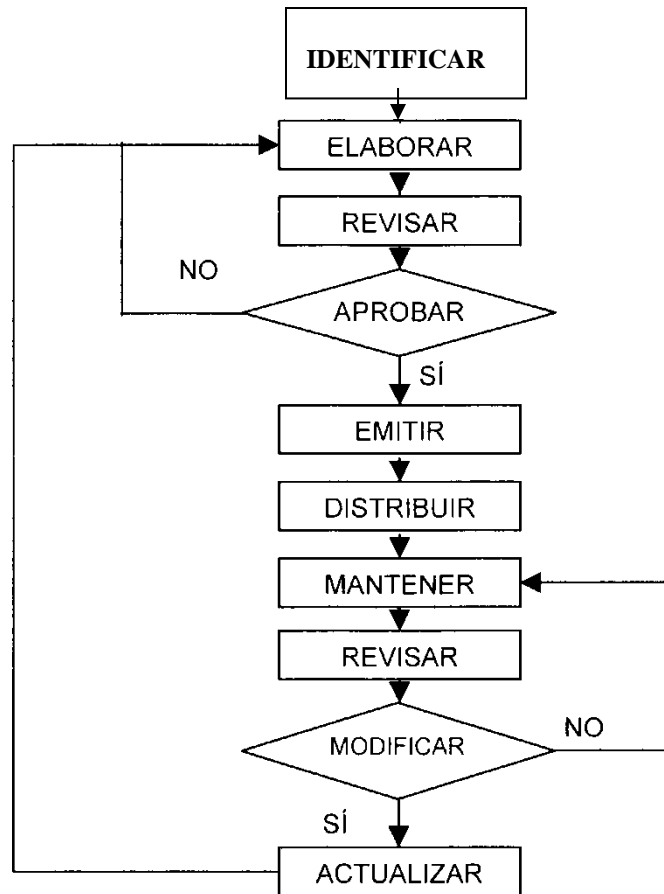 IDENTIFICAR
ELABORAR
REVISAR
NO
APROBAR
SÍ
EMITIR
DISTRIBUIR
MANTENER
REVISAR
NO
MODIFICAR
SÍ
ACTUALIZAR